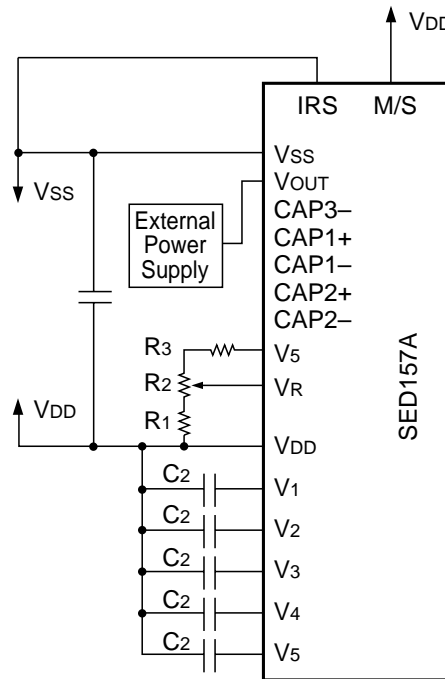 VDD
IRS M/S
VSS
VSS
VOUT
External
Power
Supply
CAP3–
CAP1+
CAP1–
CAP2+
CAP2–
R3
V5
R2
VR
R1
VDD
VDD
C2
V1
C2
V2
C2
V3
C2
V4
C2
V5
SED157A